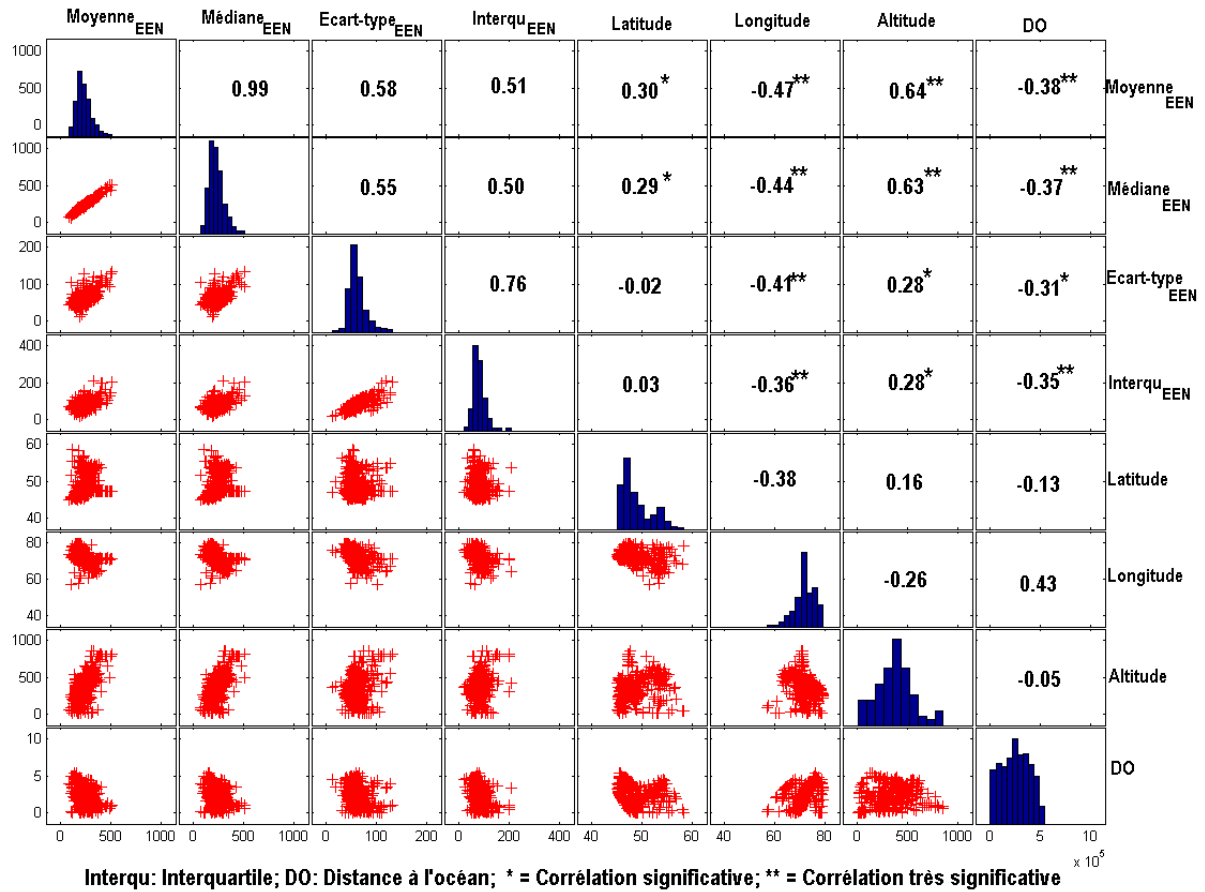 Moyenne EEN Médiane EEN Ecart-type EEN Interqu EEN Latitude Longitude Altitude DO
1000 500 0
0.99 0.58 0.51 0.30 * -0.47** 0.64** -0.38**
Moyenne EEN
1000 500 0
0.55 0.50 0.29 * -0.44** 0.63** -0.37**
Médiane EEN
200 100 0
0.76 -0.02 -0.41** 0.28* -0.31*
Ecart-type EEN
400 200 0
0.03 -0.36** 0.28* -0.35**
Interqu EEN
60 50 40
-0.38 0.16 -0.13
Latitude
80 60 40
-0.26 0.43
Longitude
1000 500 0
-0.05
Altitude
10 5 0
DO
0 500 1000 0 500 1000 0 100 200 0 200 400 40 50 60 40 60 80 0 500 1000 0 5 10
x 10^5
Interqu: Interquartile; DO: Distance à l'océan; * = Corrélation significative; ** = Corrélation très significative